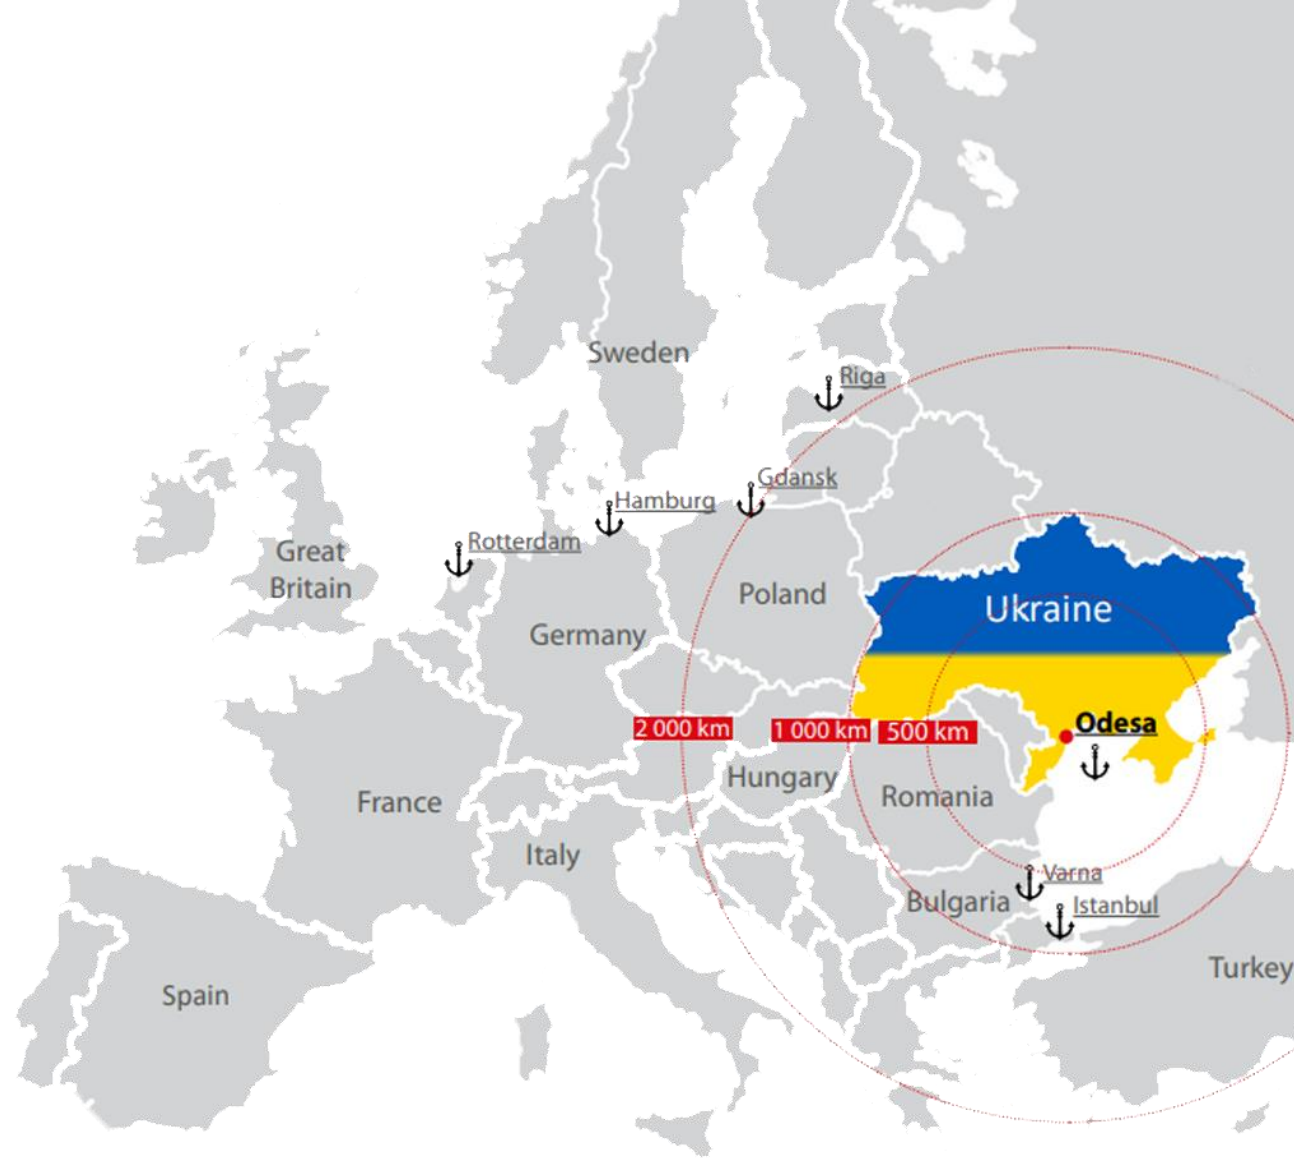 Sweden
Riga
Gdansk
Hamburg
Rotterdam
Great
Britain
Poland
Ukraine
Germany
Odesa
2 000 km
1 000 km
500 km
Hungary
Romania
France
Italy
Varna
Bulgaria
Istanbul
Turkey
Spain